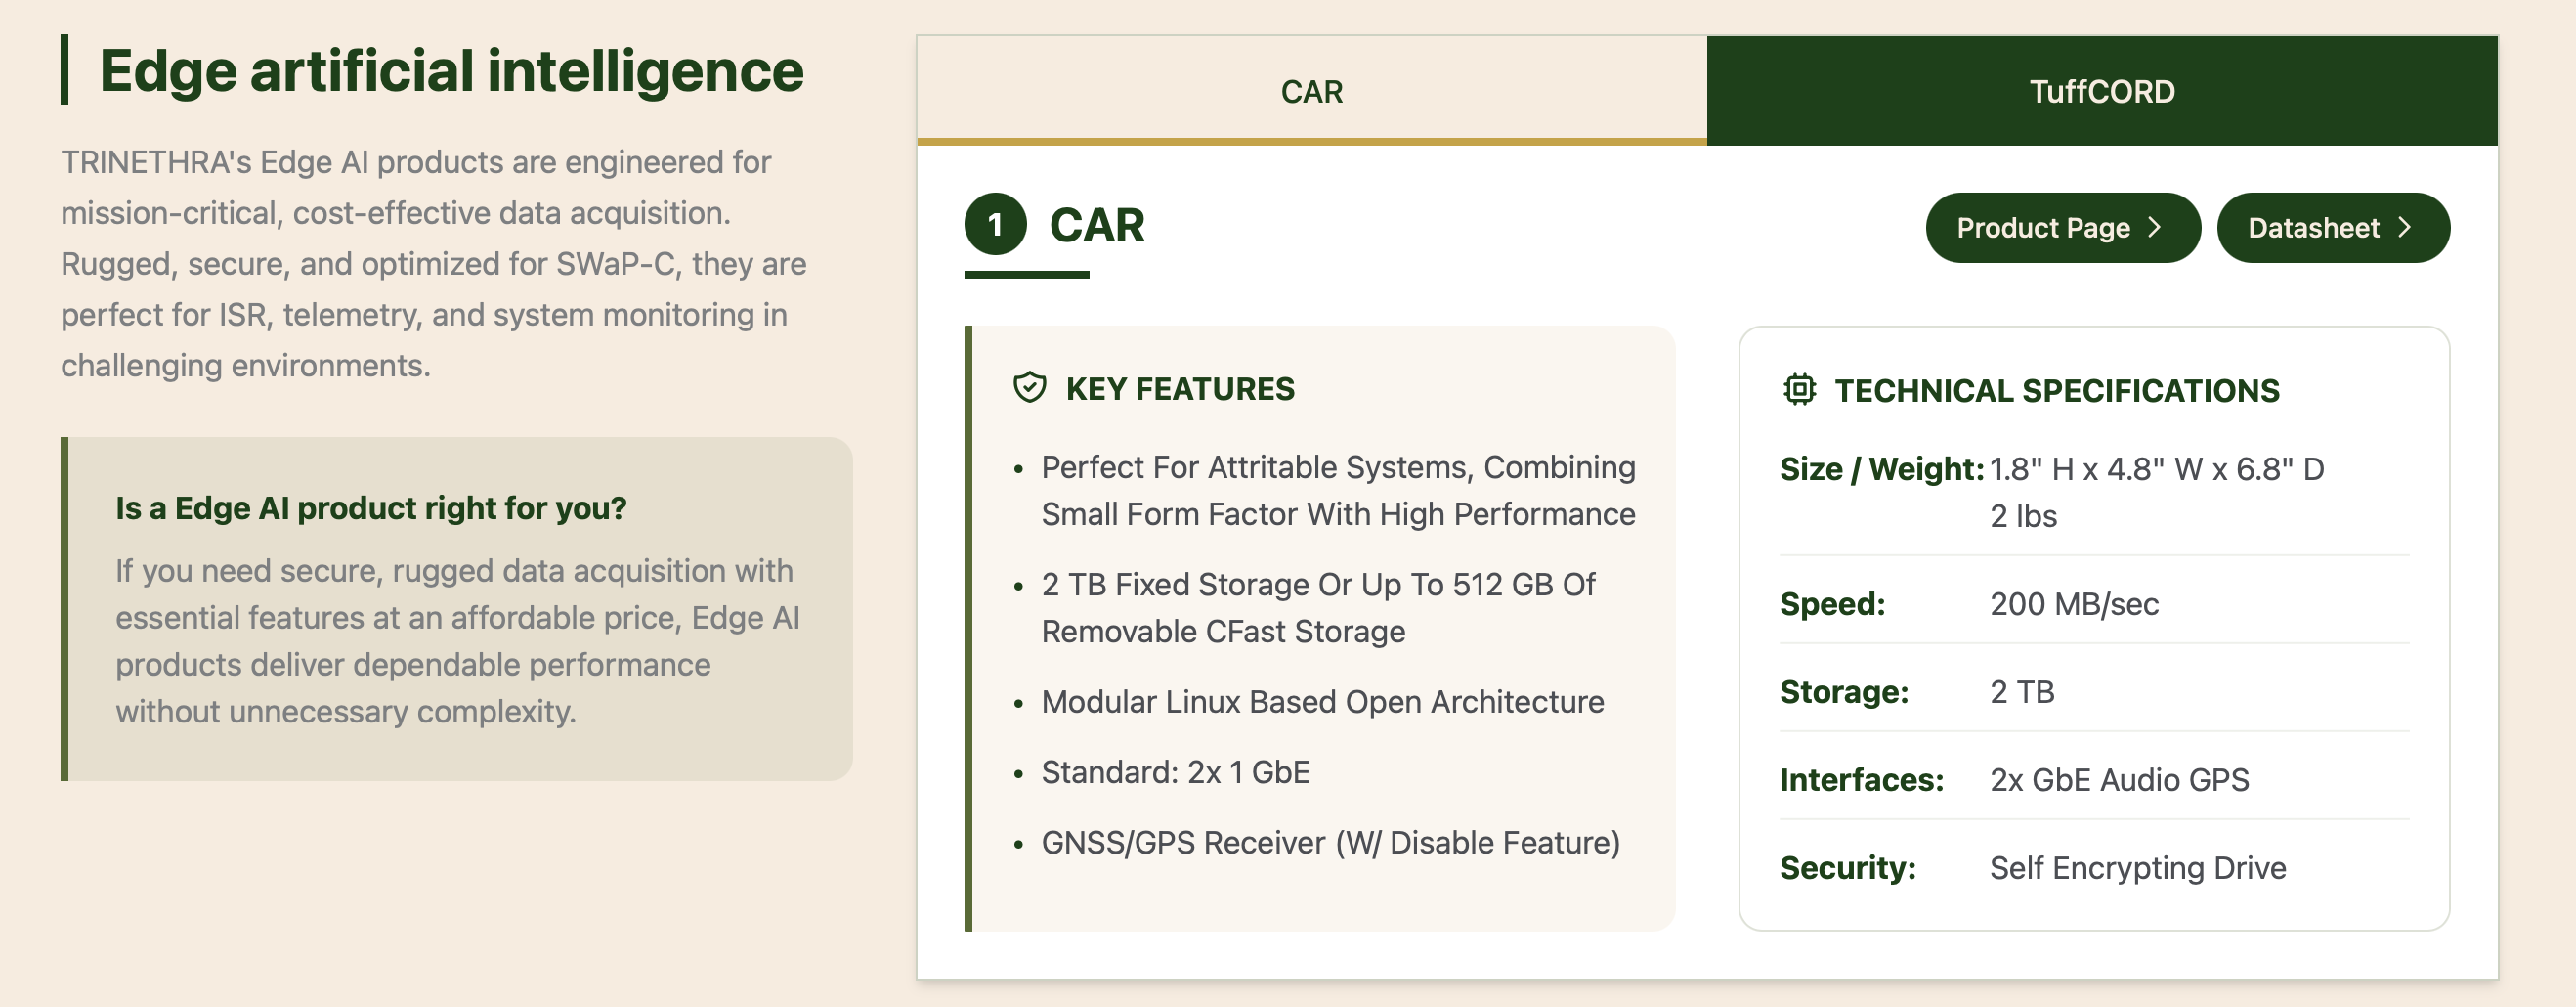 Edge artificial intelligence
TRINETHRA's Edge AI products are engineered for
mission-critical, cost-effective data acquisition.
Rugged, secure, and optimized for SWaP-C, they are
perfect for ISR, telemetry, and system monitoring in
challenging environments.
Is a Edge AI product right for you?
If you need secure, rugged data acquisition with
essential features at an affordable price, Edge AI
products deliver dependable performance
without unnecessary complexity.
CAR
TuffCORD
1 CAR
Product Page
Datasheet
KEY FEATURES
• Perfect For Attritable Systems, Combining
Small Form Factor With High Performance
• 2 TB Fixed Storage Or Up To 512 GB Of
Removable CFast Storage
• Modular Linux Based Open Architecture
• Standard: 2x 1 GbE
• GNSS/GPS Receiver (W/ Disable Feature)
TECHNICAL SPECIFICATIONS
Size / Weight: 1.8" H x 4.8" W x 6.8" D
2 lbs
Speed: 200 MB/sec
Storage: 2 TB
Interfaces: 2x GbE Audio GPS
Security: Self Encrypting Drive